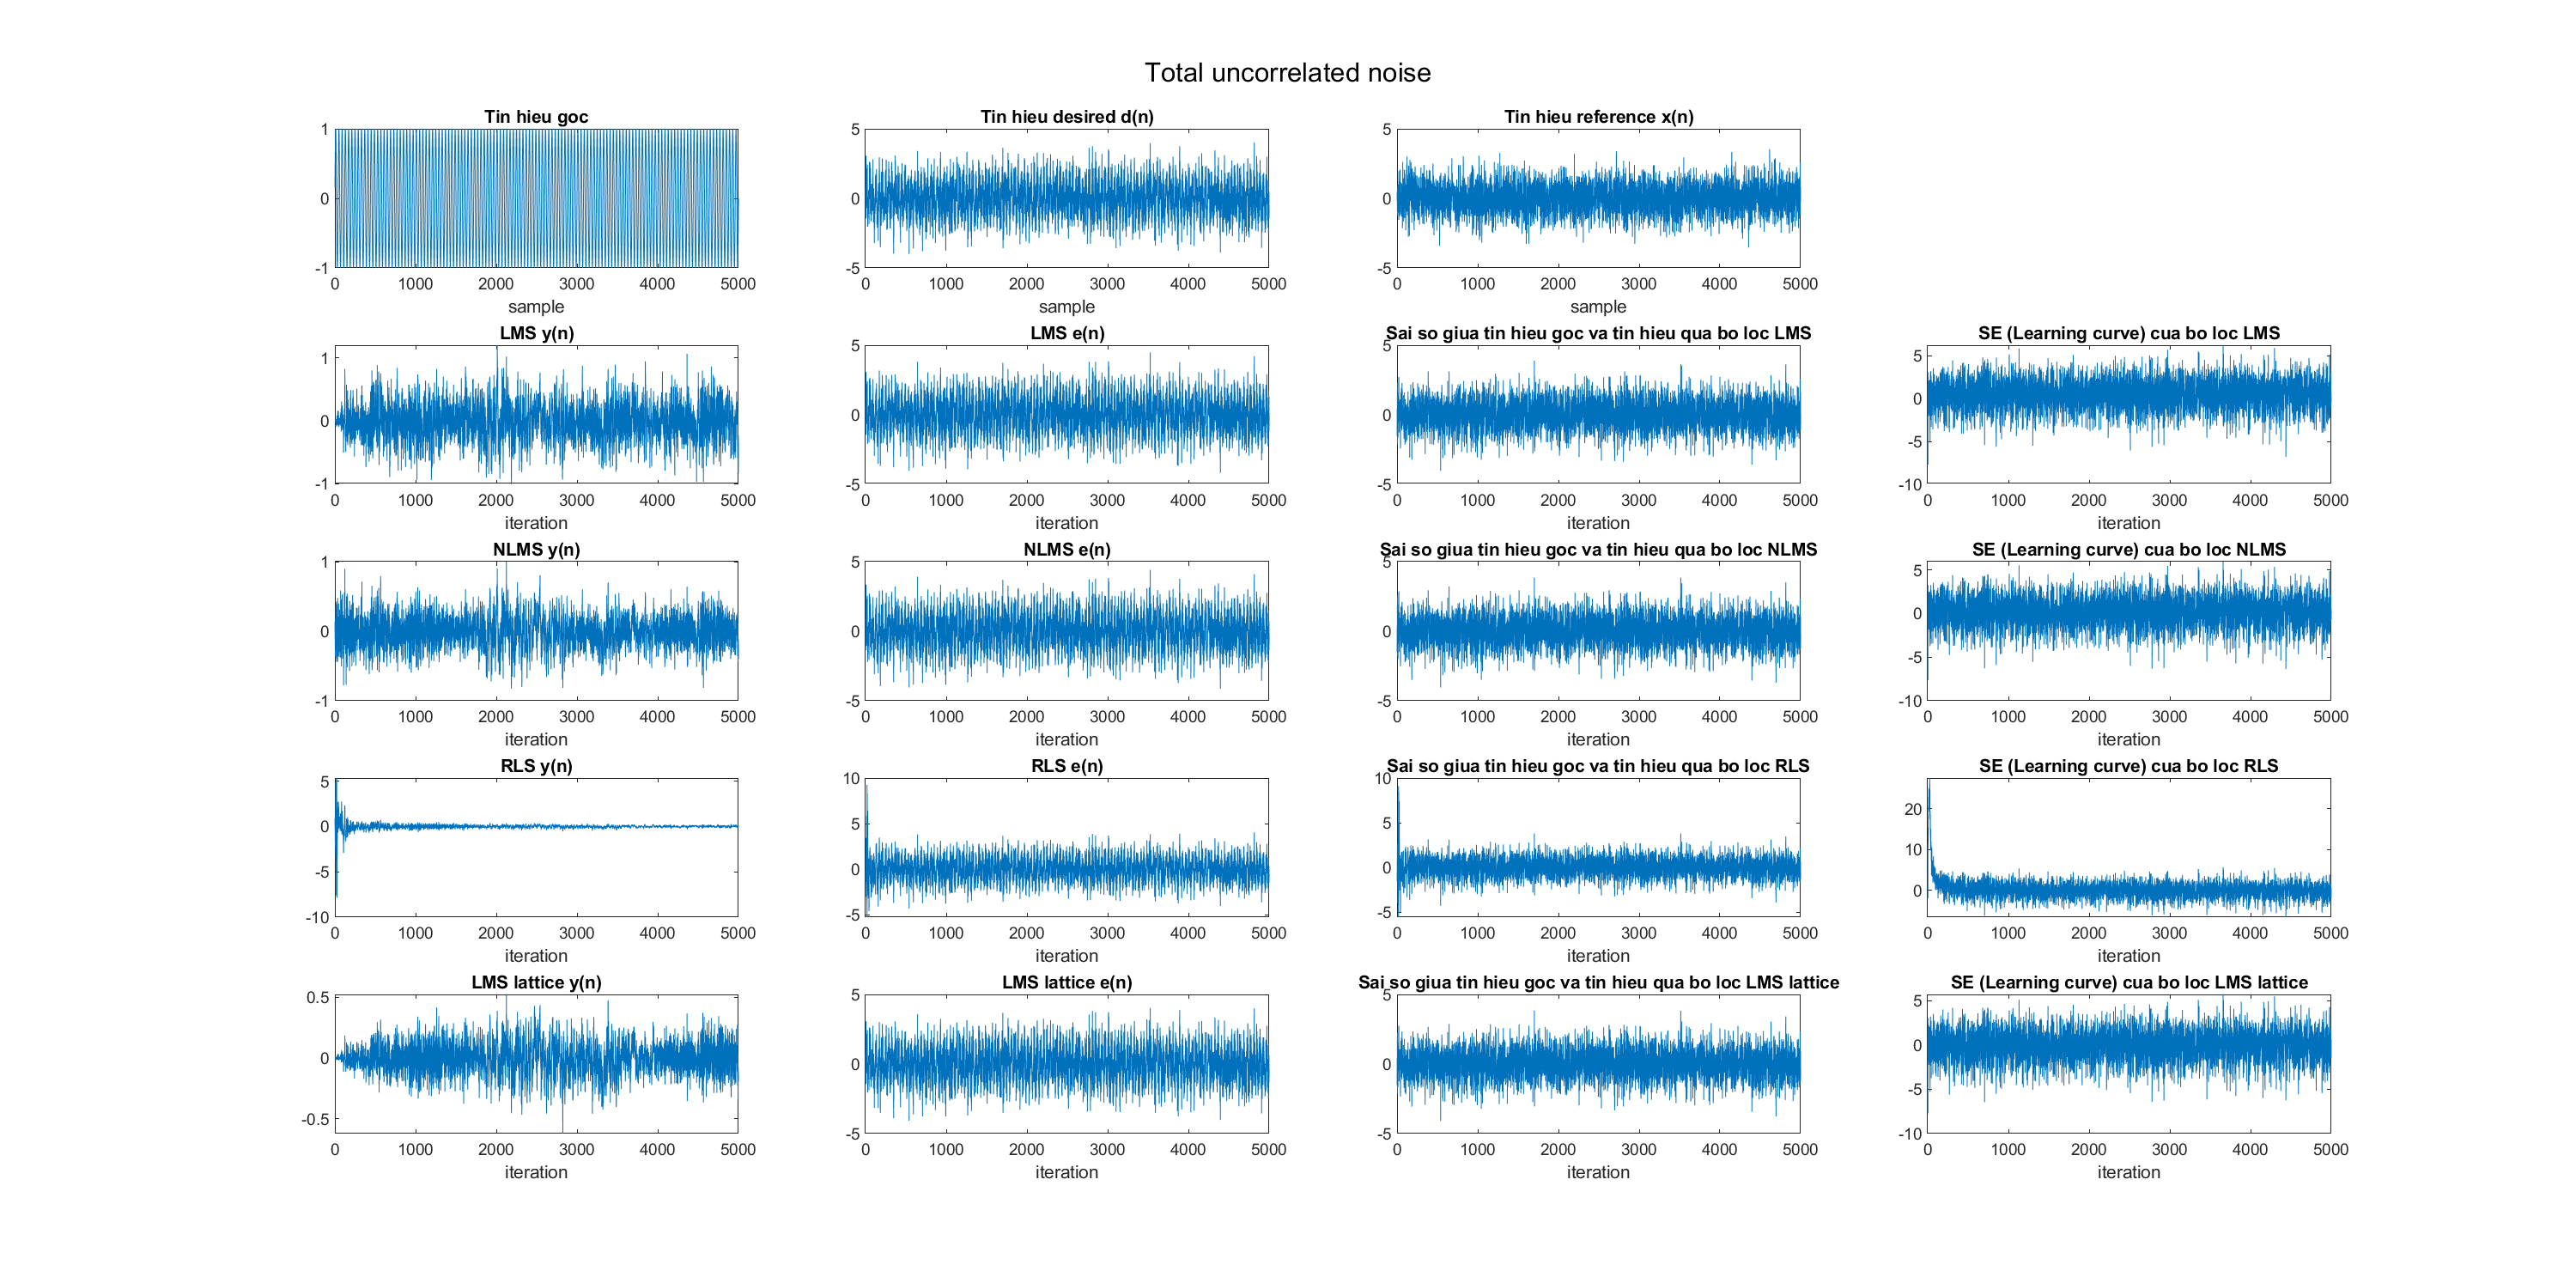 Total uncorrelated noise
Tin hieu goc
1
0
-1
0 1000 2000 3000 4000 5000
sample
Tin hieu desired d(n)
5
0
-5
0 1000 2000 3000 4000 5000
sample
Tin hieu reference x(n)
5
0
-5
0 1000 2000 3000 4000 5000
sample
LMS y(n)
1
0
-1
0 1000 2000 3000 4000 5000
iteration
LMS e(n)
5
0
-5
0 1000 2000 3000 4000 5000
iteration
Sai so giua tin hieu goc va tin hieu qua bo loc LMS
5
0
-5
0 1000 2000 3000 4000 5000
iteration
SE (Learning curve) cua bo loc LMS
5
0
-5
-10
0 1000 2000 3000 4000 5000
iteration
NLMS y(n)
1
0
-1
0 1000 2000 3000 4000 5000
iteration
NLMS e(n)
5
0
-5
0 1000 2000 3000 4000 5000
iteration
Sai so giua tin hieu goc va tin hieu qua bo loc NLMS
5
0
-5
0 1000 2000 3000 4000 5000
iteration
SE (Learning curve) cua bo loc NLMS
5
0
-5
-10
0 1000 2000 3000 4000 5000
iteration
RLS y(n)
5
0
-5
-10
0 1000 2000 3000 4000 5000
iteration
RLS e(n)
10
5
0
-5
0 1000 2000 3000 4000 5000
iteration
Sai so giua tin hieu goc va tin hieu qua bo loc RLS
10
5
0
-5
0 1000 2000 3000 4000 5000
iteration
SE (Learning curve) cua bo loc RLS
20
10
0
0 1000 2000 3000 4000 5000
iteration
LMS lattice y(n)
0.5
0
-0.5
0 1000 2000 3000 4000 5000
iteration
LMS lattice e(n)
5
0
-5
0 1000 2000 3000 4000 5000
iteration
Sai so giua tin hieu goc va tin hieu qua bo loc LMS lattice
5
0
-5
0 1000 2000 3000 4000 5000
iteration
SE (Learning curve) cua bo loc LMS lattice
5
0
-5
-10
0 1000 2000 3000 4000 5000
iteration